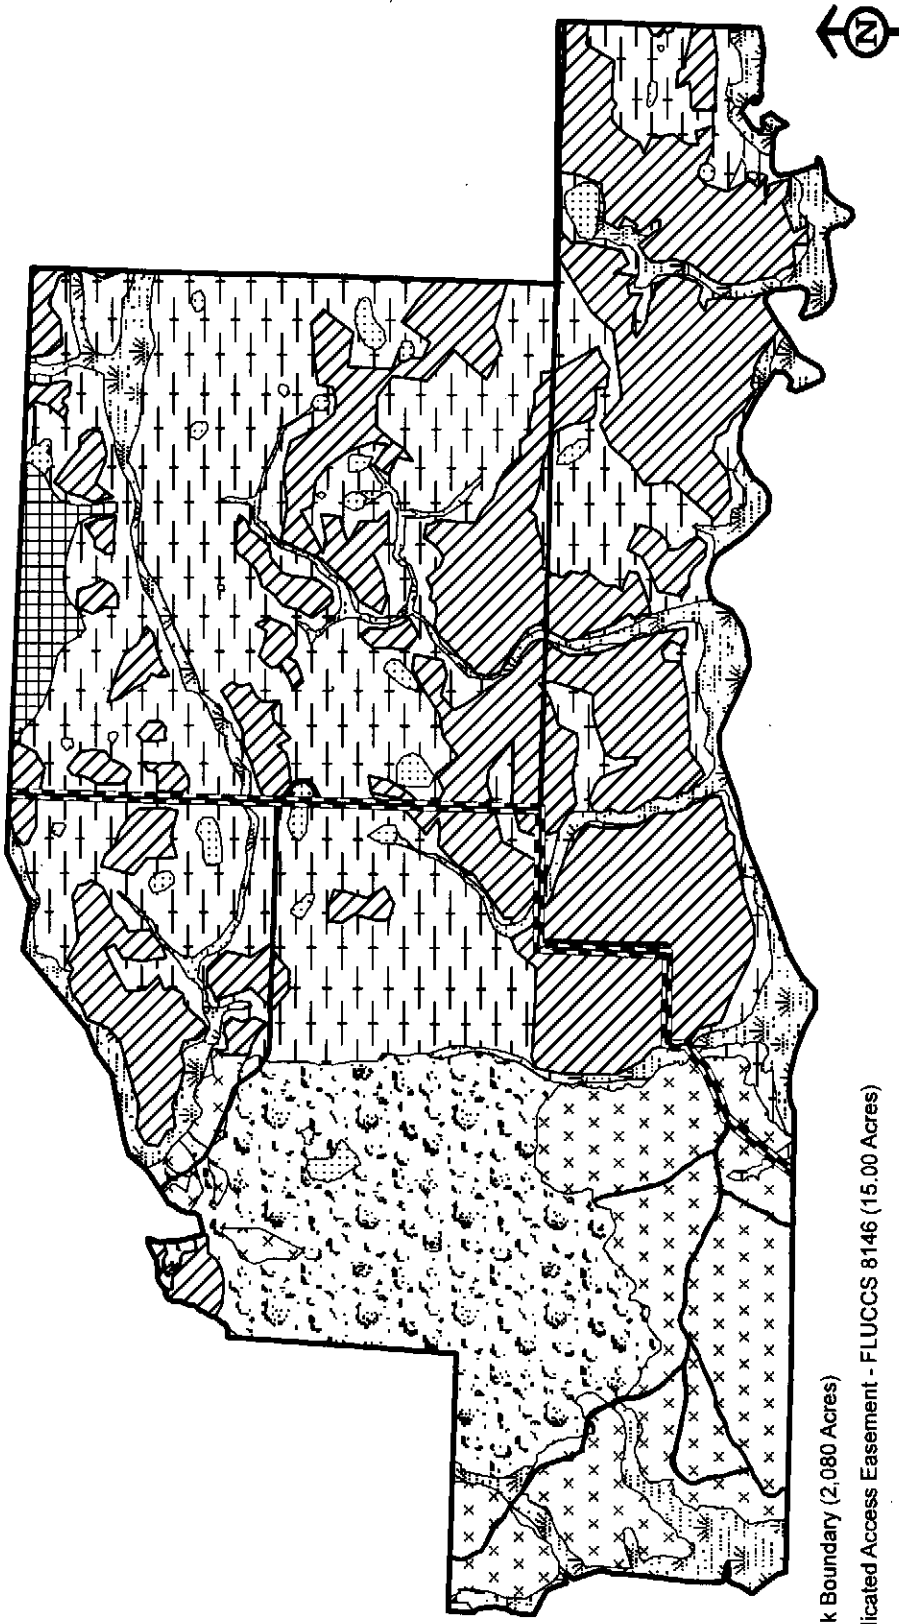 N
k Boundary (2,080 Acres)
licated Access Easement - FLUCCS 8146 (15.00 Acres)